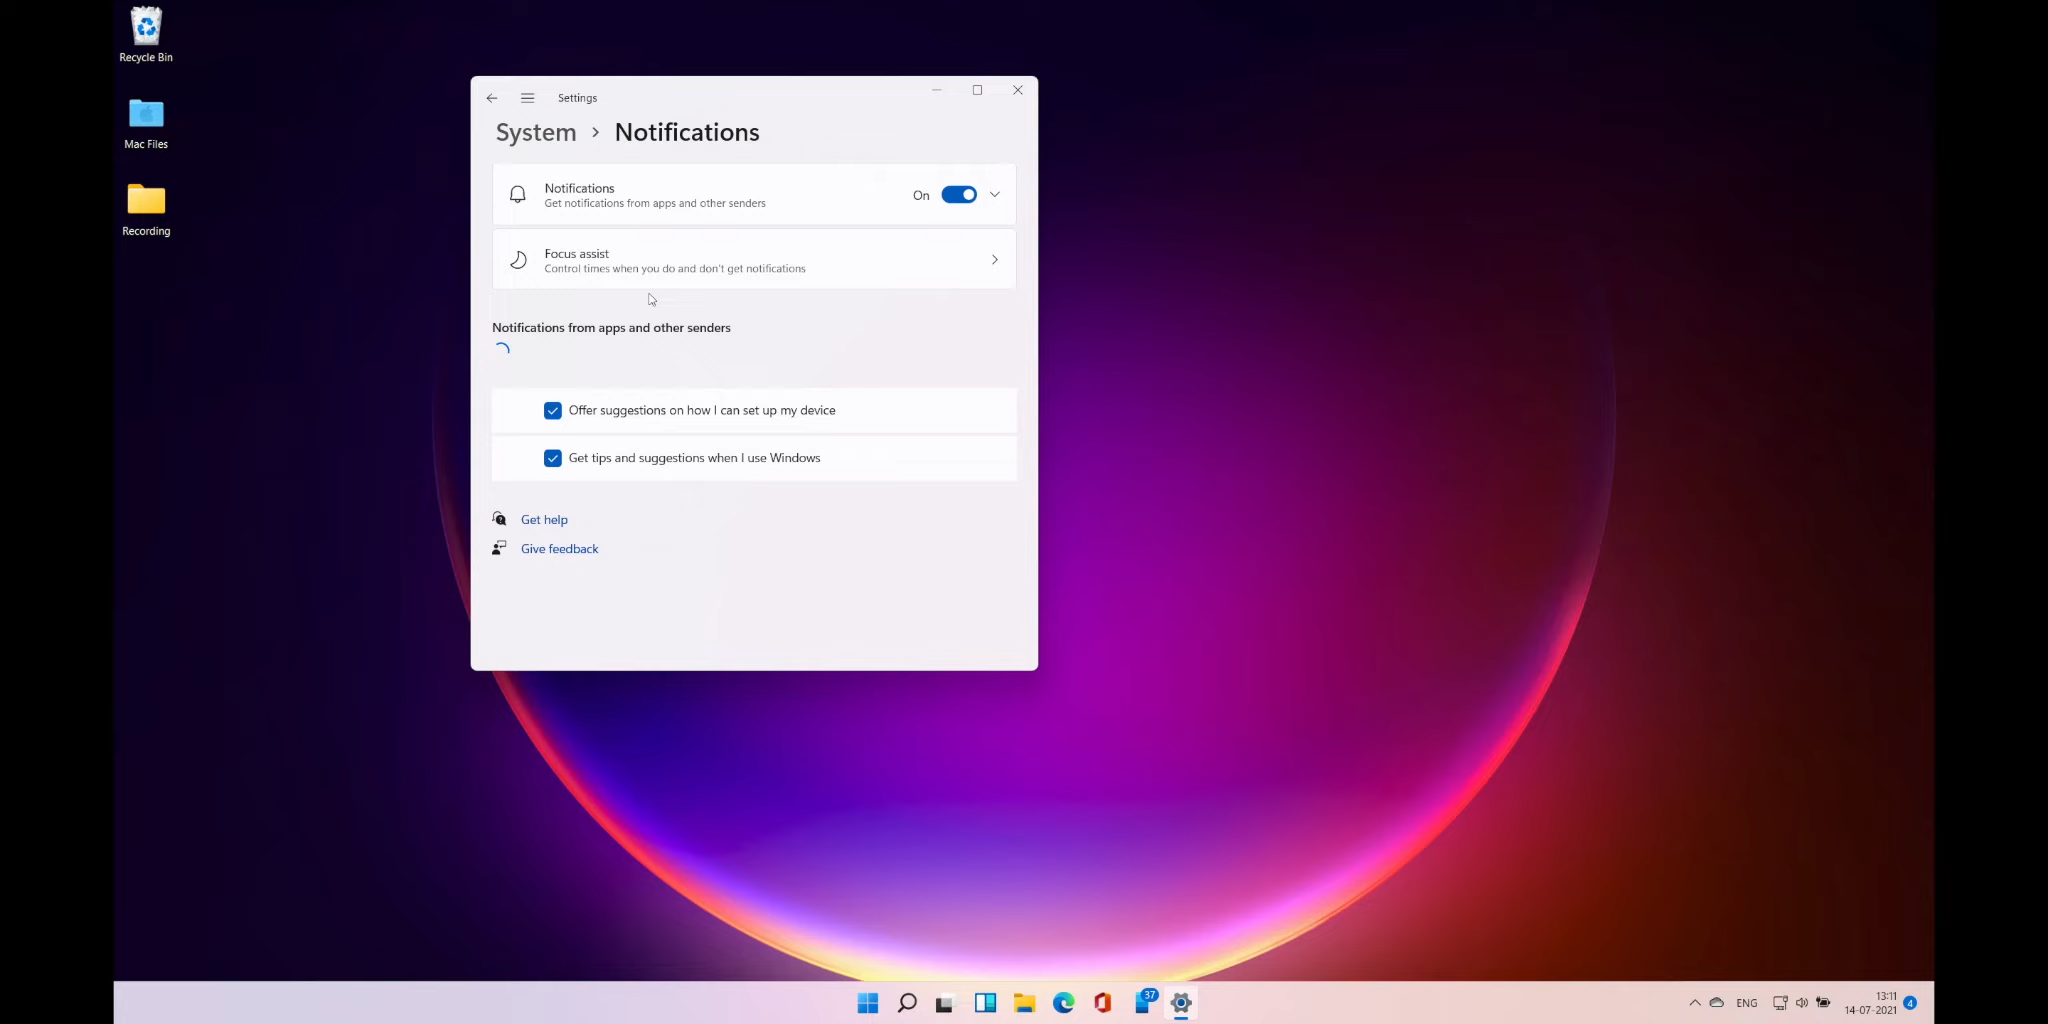 Recycle Bin
Mac Files
Recording
Settings
System > Notifications
Notifications
Get notifications from apps and other senders
On
Focus assist
Control times when you do and don't get notifications
Notifications from apps and other senders
Offer suggestions on how I can set up my device
Get tips and suggestions when I use Windows
Get help
Give feedback
37
ENG
13:11
14-07-2021
4